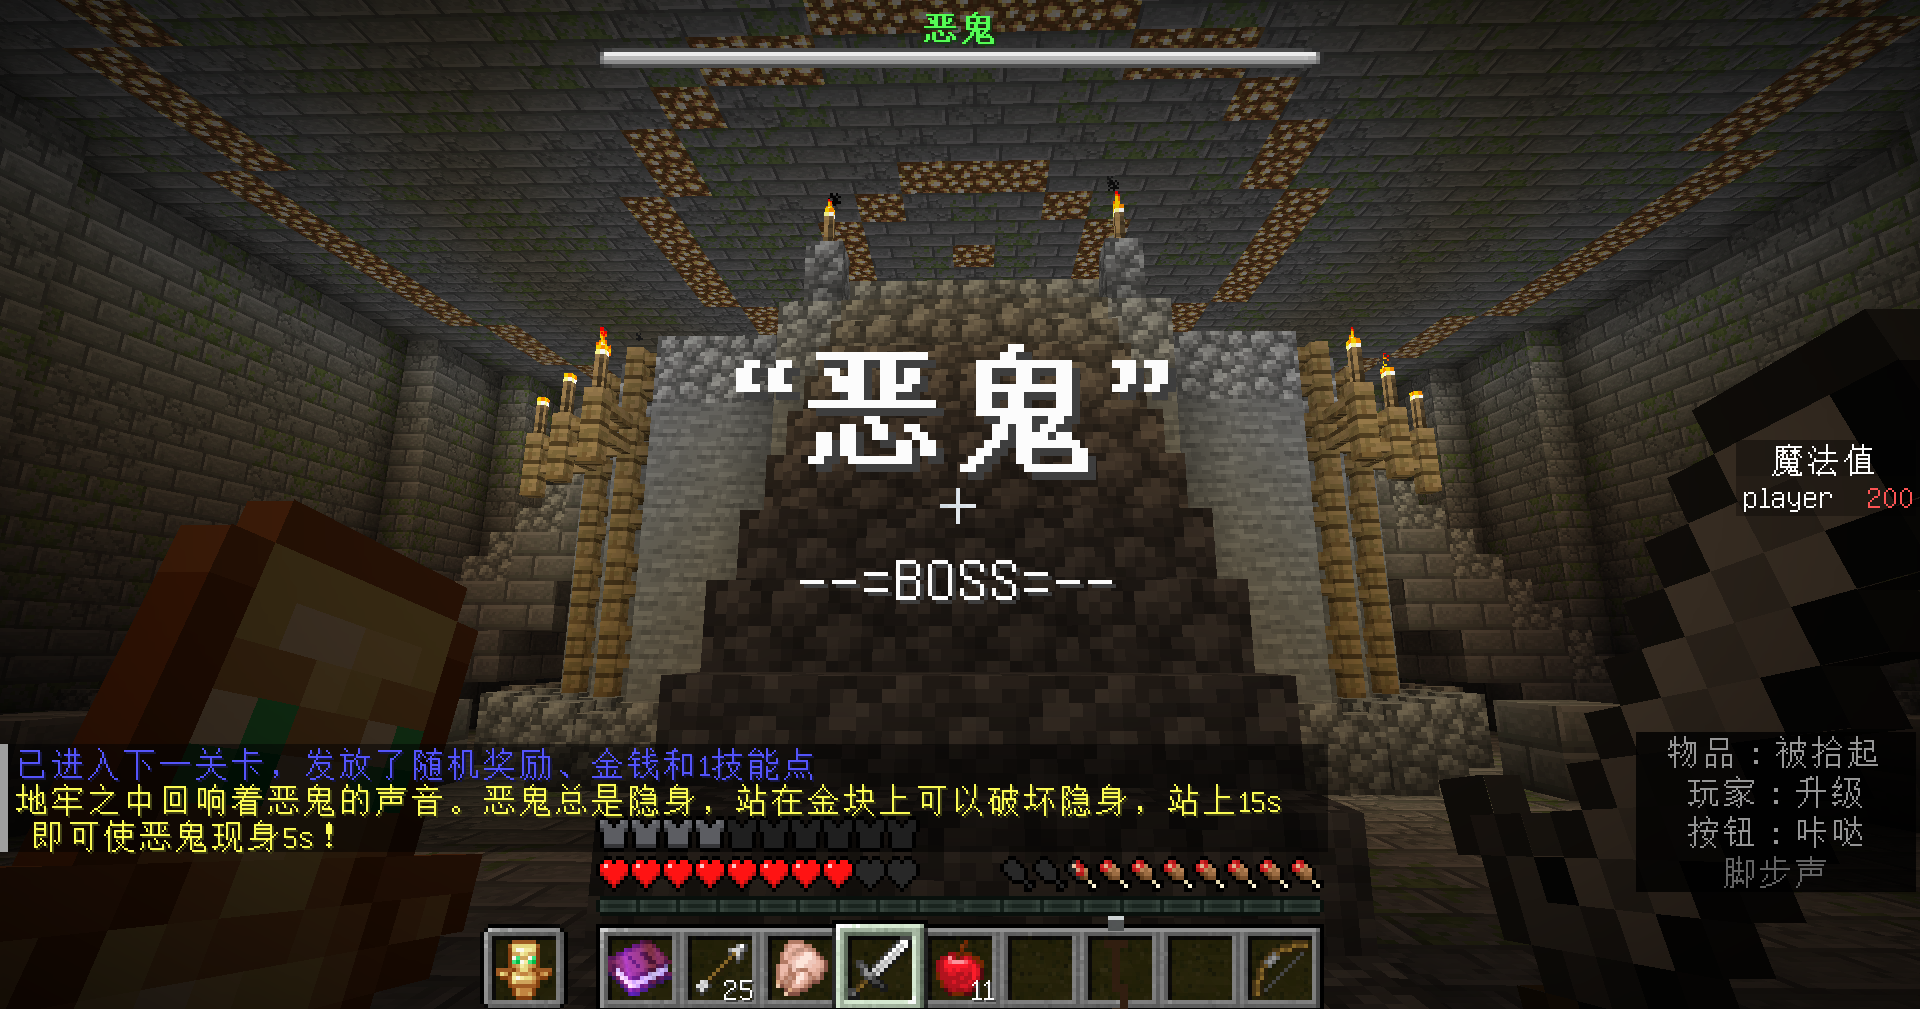 恶鬼
“恶鬼”
--=BOSS=--
魔法值
player 200
已进入下一关卡，发放了随机奖励、金钱和1技能点
地牢之中回响着恶鬼的声音。恶鬼总是隐身，站在金块上可以破坏隐身，站上15s
即可使恶鬼现身5s！
物品：被拾起
玩家：升级
按钮：咔哒
脚步声
25
11